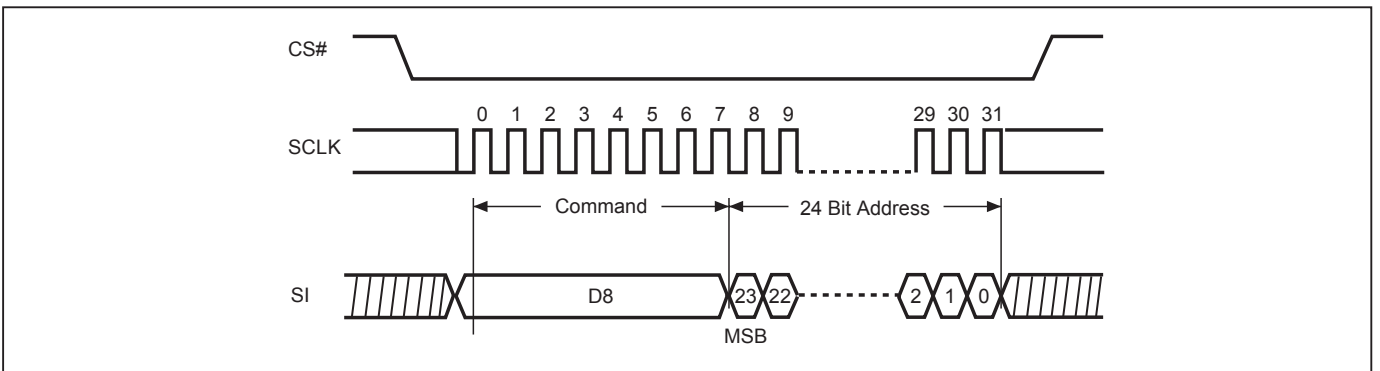 CS#
0 1 2 3 4 5 6 7 8 9 29 30 31
SCLK
Command 24 Bit Address
SI D8 23 22 2 1 0
MSB